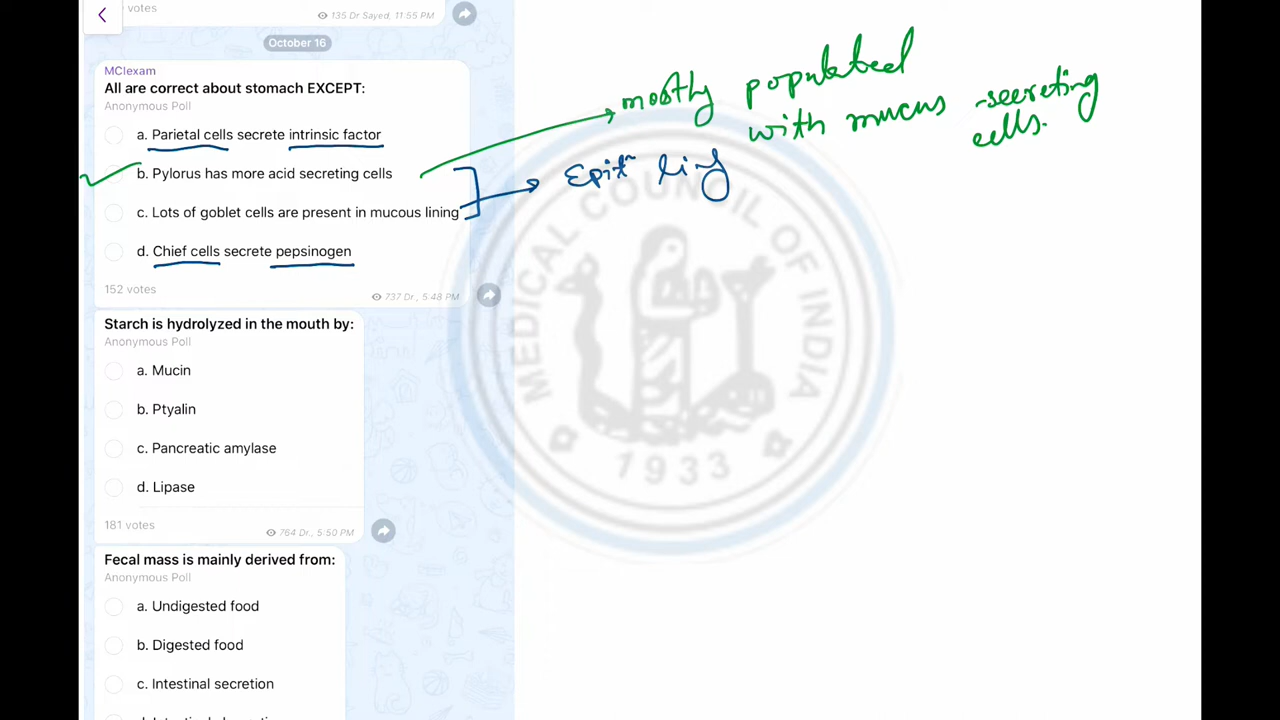 votes
135 Dr Sayed, 11:55 PM
October 16
MCIexam
All are correct about stomach EXCEPT:
Anonymous Poll
a. Parietal cells secrete intrinsic factor
b. Pylorus has more acid secreting cells
c. Lots of goblet cells are present in mucous lining
d. Chief cells secrete pepsinogen
152 votes
737 Dr., 5:48 PM
mostly populated
with mucus -secreting
cells.
Starch is hydrolyzed in the mouth by:
Anonymous Poll
a. Mucin
b. Ptyalin
c. Pancreatic amylase
d. Lipase
181 votes
764 Dr., 5:50 PM
Fecal mass is mainly derived from:
Anonymous Poll
a. Undigested food
b. Digested food
c. Intestinal secretion
MEDICAL COUNCIL OF INDIA
1933